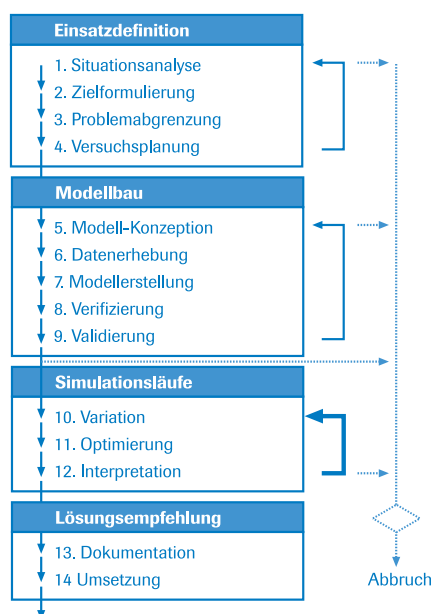 Einsatzdefinition
1. Situationsanalyse
2. Zielformulierung
3. Problemabgrenzung
4. Versuchsplanung
Modellbau
5. Modell-Konzeption
6. Datenerhebung
7. Modellerstellung
8. Verifizierung
9. Validierung
Simulationsläufe
10. Variation
11. Optimierung
12. Interpretation
Lösungsempfehlung
13. Dokumentation
14 Umsetzung
Abbruch